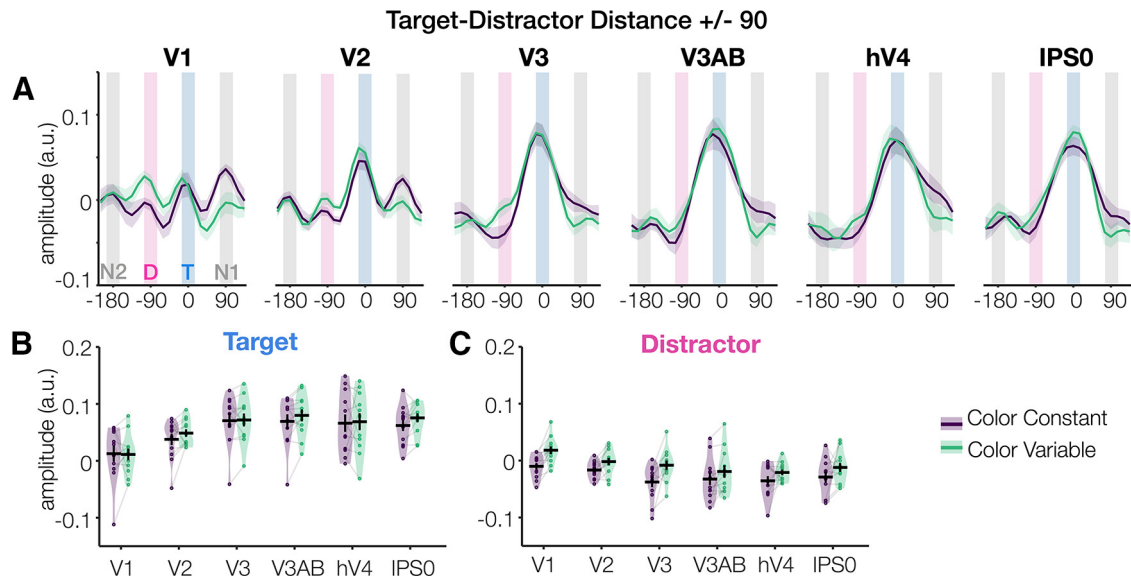 Target-Distractor Distance +/- 90
V1 V2 V3 V3AB hV4 IPS0
A
amplitude (a.u.)
0.1
0
-0.1
N2 D T N1
-180 -90 0 90 -180 -90 0 90 -180 -90 0 90 -180 -90 0 90 -180 -90 0 90 -180 -90 0 90
B Target
amplitude (a.u.)
0.2
0.1
0
-0.1
V1 V2 V3 V3AB hV4 IPS0
C Distractor
0.2
0.1
0
-0.1
V1 V2 V3 V3AB hV4 IPS0
Color Constant
Color Variable